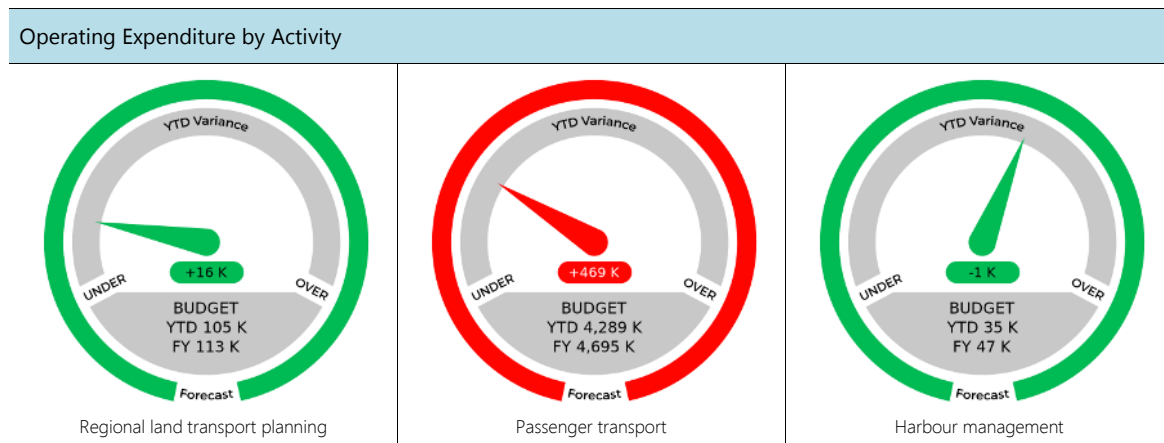 Operating Expenditure by Activity
YTD Variance
+16 K
UNDER
OVER
BUDGET
YTD 105 K
FY 113 K
Forecast
Regional land transport planning
YTD Variance
+469 K
UNDER
OVER
BUDGET
YTD 4,289 K
FY 4,695 K
Forecast
Passenger transport
YTD Variance
-1 K
UNDER
OVER
BUDGET
YTD 35 K
FY 47 K
Forecast
Harbour management